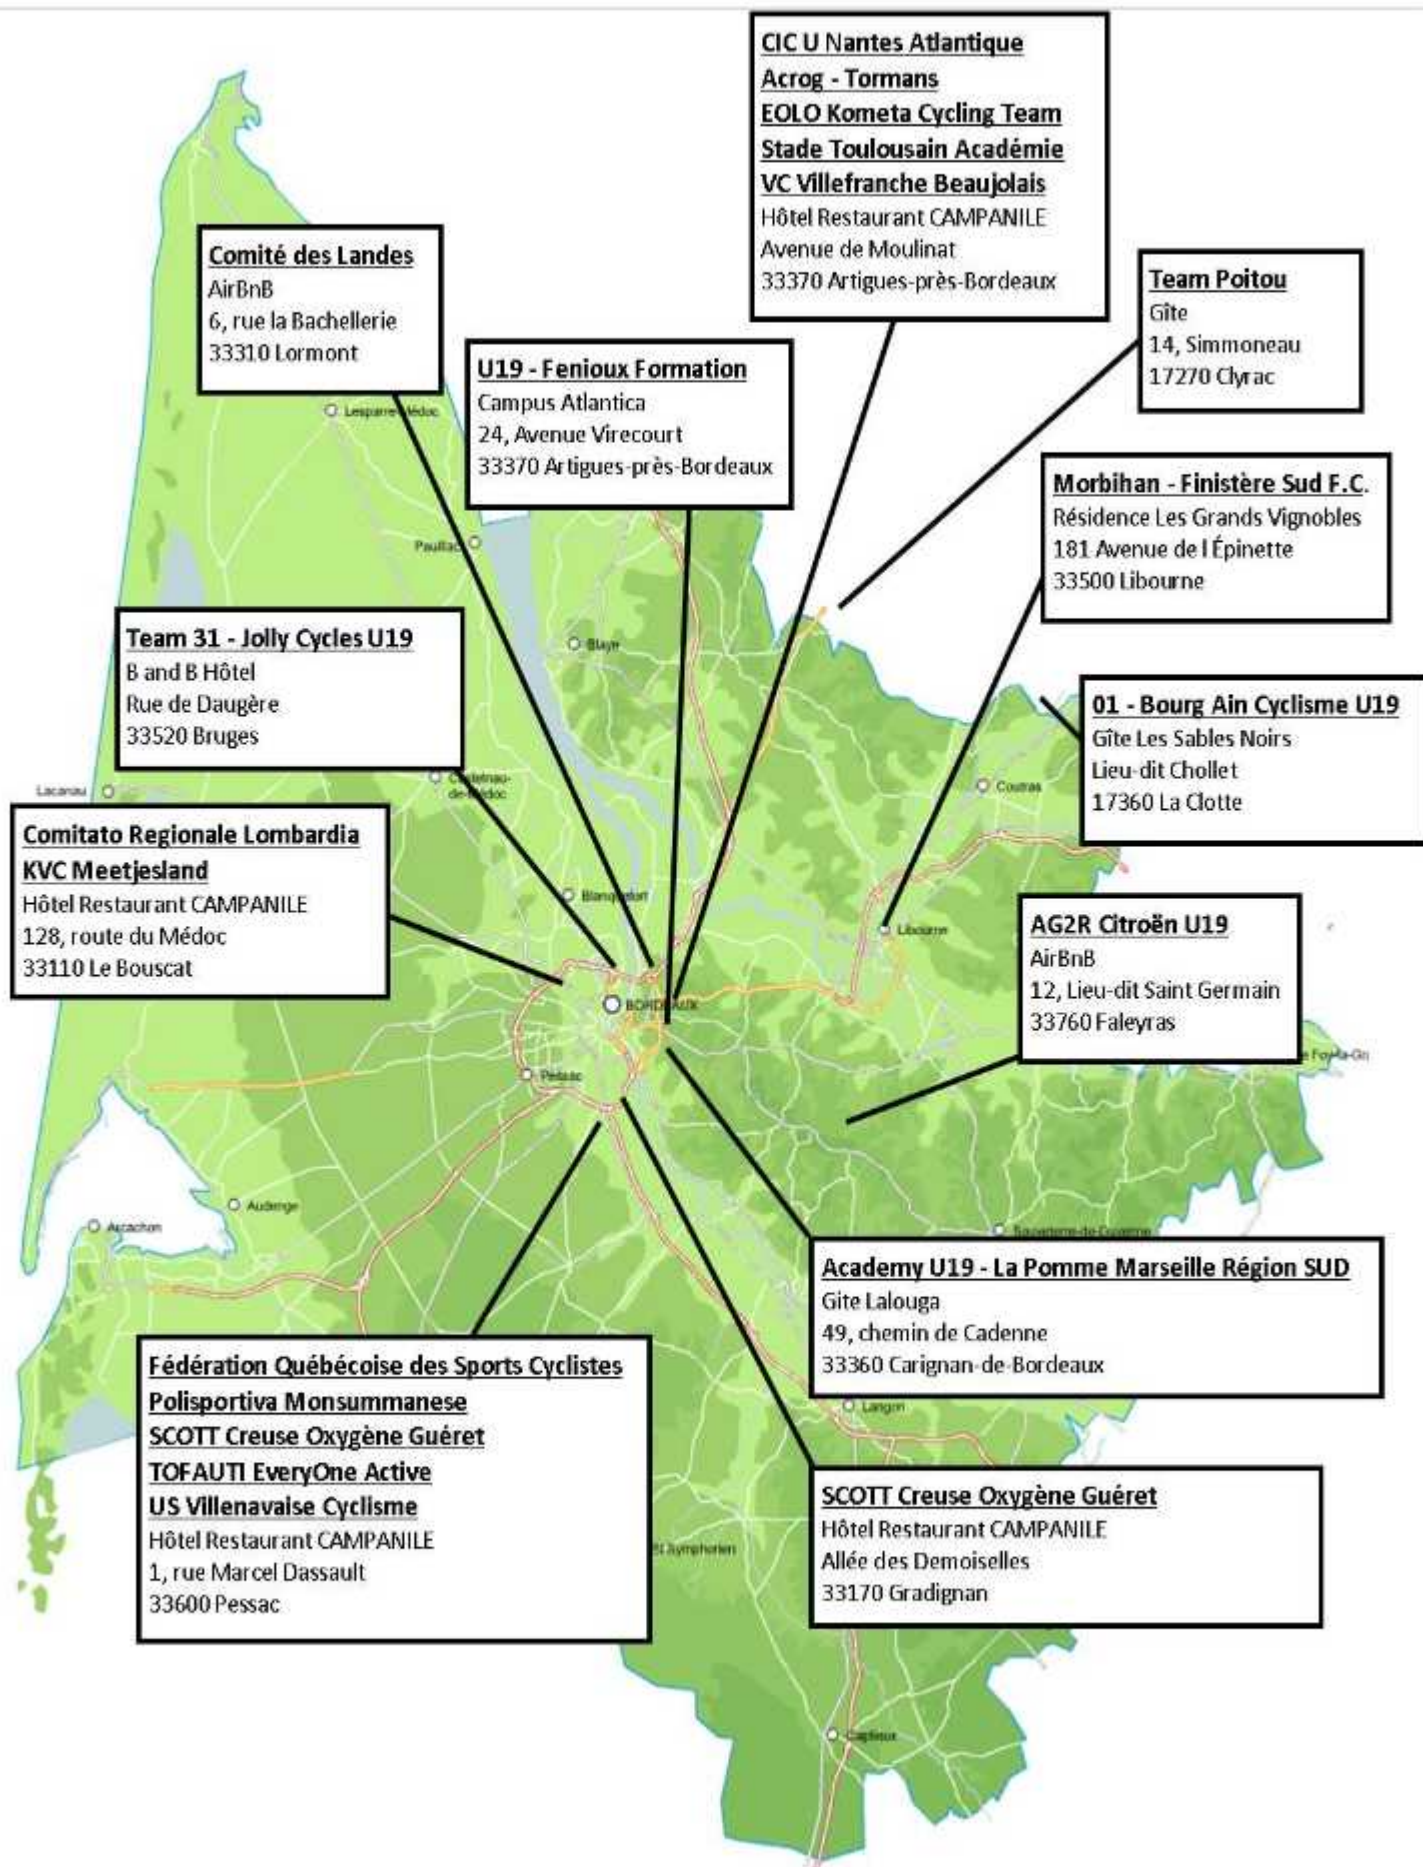 CIC U Nantes Atlantique
Acrog - Tormans
EOLO Kometa Cycling Team
Stade Toulousain Académie
VC Villefranche Beaujolais
Hôtel Restaurant CAMPANILE
Avenue de Moulinat
33370 Artigues-près-Bordeaux
Comité des Landes
AirBnB
6, rue la Bachellerie
33310 Lormont
Team Poitou
Gîte
14, Simmoneau
17270 Clyrac
U19 - Fenioux Formation
Campus Atlantica
24, Avenue Virecourt
33370 Artigues-près-Bordeaux
Lesparre-Médoc
Morbihan - Finistère Sud F.C.
Résidence Les Grands Vignobles
181 Avenue de l Épinette
33500 Libourne
Pauillac
Team 31 - Jolly Cycles U19
B and B Hôtel
Rue de Daugère
33520 Bruges
Blaye
01 - Bourg Ain Cyclisme U19
Gîte Les Sables Noirs
Lieu-dit Chollet
17360 La Clotte
Lacanau
Castelnau-
de-Médoc
Coutras
Comitato Regionale Lombardia
KVC Meetjesland
Hôtel Restaurant CAMPANILE
128, route du Médoc
33110 Le Bouscat
Blanquefort
Libourne
AG2R Citroën U19
AirBnB
12, Lieu-dit Saint Germain
33760 Faleyras
BORDEAUX
e Foy-la-Gr
Pessac
Audenge
Arcachon
Sauveterre-de-Guyenne
Academy U19 - La Pomme Marseille Région SUD
Gite Lalouga
49, chemin de Cadenne
33360 Carignan-de-Bordeaux
Fédération Québécoise des Sports Cyclistes
Polisportiva Monsummanese
SCOTT Creuse Oxygène Guéret
TOFAUTI EveryOne Active
US Villenavaise Cyclisme
Hôtel Restaurant CAMPANILE
1, rue Marcel Dassault
33600 Pessac
Langon
SCOTT Creuse Oxygène Guéret
Hôtel Restaurant CAMPANILE
Allée des Demoiselles
33170 Gradignan
St Symphorien
Captieux